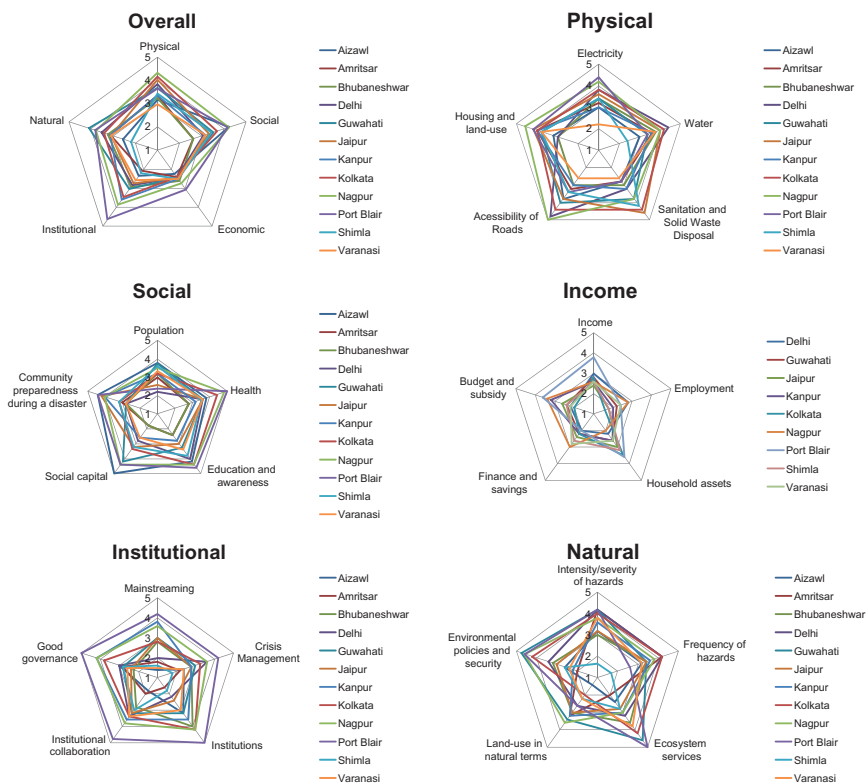 Overall
Physical
5
4
3
2
1
Social
Economic
Institutional
Natural
Aizawl
Amritsar
Bhubaneshwar
Delhi
Guwahati
Jaipur
Kanpur
Kolkata
Nagpur
Port Blair
Shimla
Varanasi
Physical
Electricity
5
4
3
2
1
Water
Sanitation and
Solid Waste
Disposal
Acessibility of
Roads
Housing and
land-use
Aizawl
Amritsar
Bhubaneshwar
Delhi
Guwahati
Jaipur
Kanpur
Kolkata
Nagpur
Port Blair
Shimla
Varanasi
Social
Population
5
4
3
2
1
Health
Education and
awareness
Social capital
Community
preparedness
during a disaster
Aizawl
Amritsar
Bhubaneshwar
Delhi
Guwahati
Jaipur
Kanpur
Kolkata
Nagpur
Port Blair
Shimla
Varanasi
Income
Income
5
4
3
2
1
Employment
Household assets
Finance and
savings
Budget and
subsidy
Delhi
Guwahati
Jaipur
Kanpur
Kolkata
Nagpur
Port Blair
Shimla
Varanasi
Institutional
Mainstreaming
5
4
3
2
1
Crisis
Management
Institutions
Institutional
collaboration
Good
governance
Aizawl
Amritsar
Bhubaneshwar
Delhi
Guwahati
Jaipur
Kanpur
Kolkata
Nagpur
Port Blair
Shimla
Varanasi
Natural
Intensity/severity
of hazards
5
4
3
2
1
Frequency of
hazards
Ecosystem
services
Land-use in
natural terms
Environmental
policies and
security
Aizawl
Amritsar
Bhubaneshwar
Delhi
Guwahati
Jaipur
Kanpur
Kolkata
Nagpur
Port Blair
Shimla
Varanasi